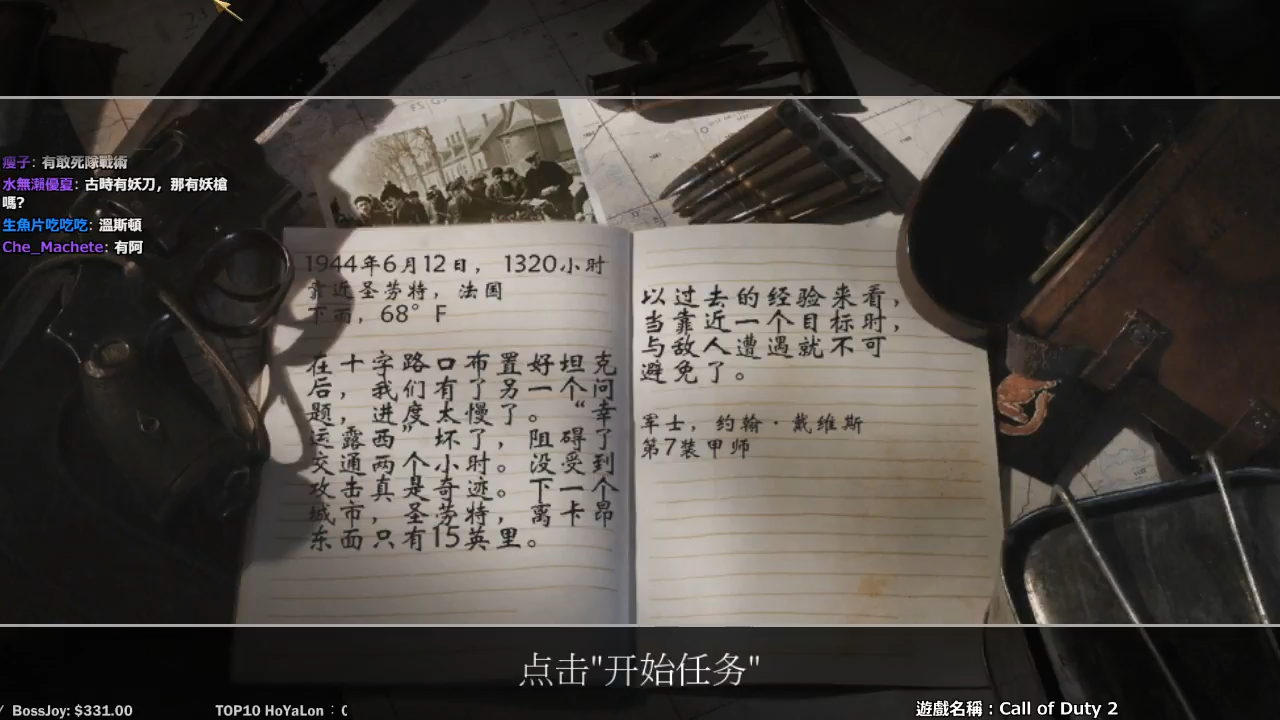 瘦子: 有敢死隊戰術
水無瀨優夏: 古時有妖刀，那有妖槍
嗎?
生魚片吃吃吃: 溫斯頓
Che_Machete: 有阿
1944年6月12日， 1320小时
靠近圣劳特，法国
下雨，68° F
在十字路口布置好坦克
后，我们有了另一个问
题，进度太慢了。“幸
运露西”坏了，阻碍了
交通两个小时。没受到
攻击真是奇迹。下一个
城市，圣劳特，离卡昂
东面只有15英里。
以过去的经验来看，
当靠近一个目标时，
与敌人遭遇就不可
避免了。
军士，约翰·戴维斯
第7装甲师
点击"开始任务"
/ BossJoy: $331.00
TOP10 HoYaLon : 
遊戲名稱 : Call of Duty 2